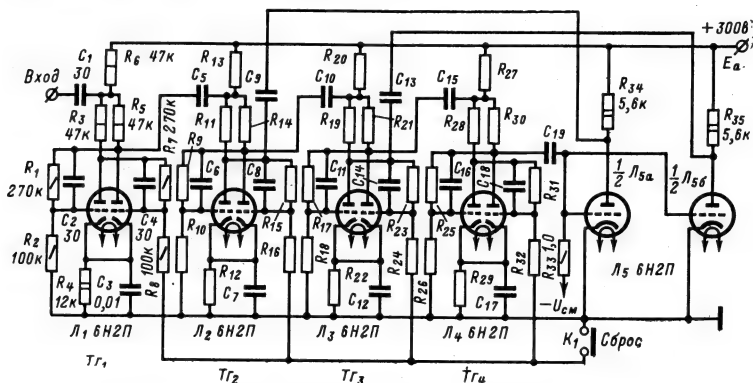 +300в
Eа
Вход
C1
30
R6 47к
R3
47к
R5
47к
R7 270к
R1
270к
C2
30
C4
30
R2
100к
100к
R8
R4
12к
C3
0,01
Л1 6Н2П
Тг1
R13
C5
C9
R9
R11
R14
C6
C8
R10
R15
R16
R12
C7
Л2 6Н2П
Тг2
R20
C10
C13
R19
R21
C11
C14
R17
R18
R23
R24
R22
C12
Л3 6Н2П
Тг3
R27
C15
R28
R30
C16
C18
R25
R26
R31
R32
R29
C17
Л4 6Н2П
Тг4
C19
R34
5,6к
R35
5,6к
1/2 Л5а
1/2 Л5б
R33 1,0
−Uсм
Л5 6Н2П
К1
Сброс